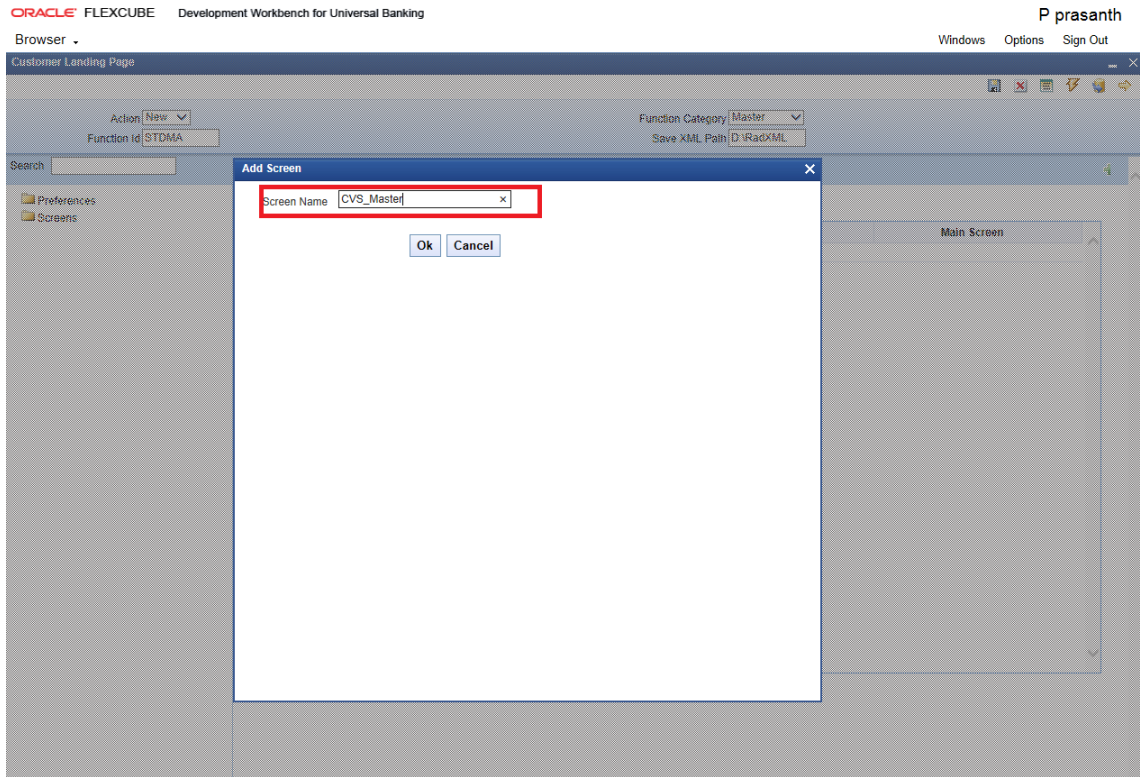 ORACLE FLEXCUBE Development Workbench for Universal Banking P prasanth
Browser Windows Options Sign Out
Customer Landing Page
Action New Function Category Master
Function Id STDMA Save XML Path D:\RadXML
Search
Add Screen
Preferences
Screens
Screen Name CVS_Master
Main Screen
Ok Cancel